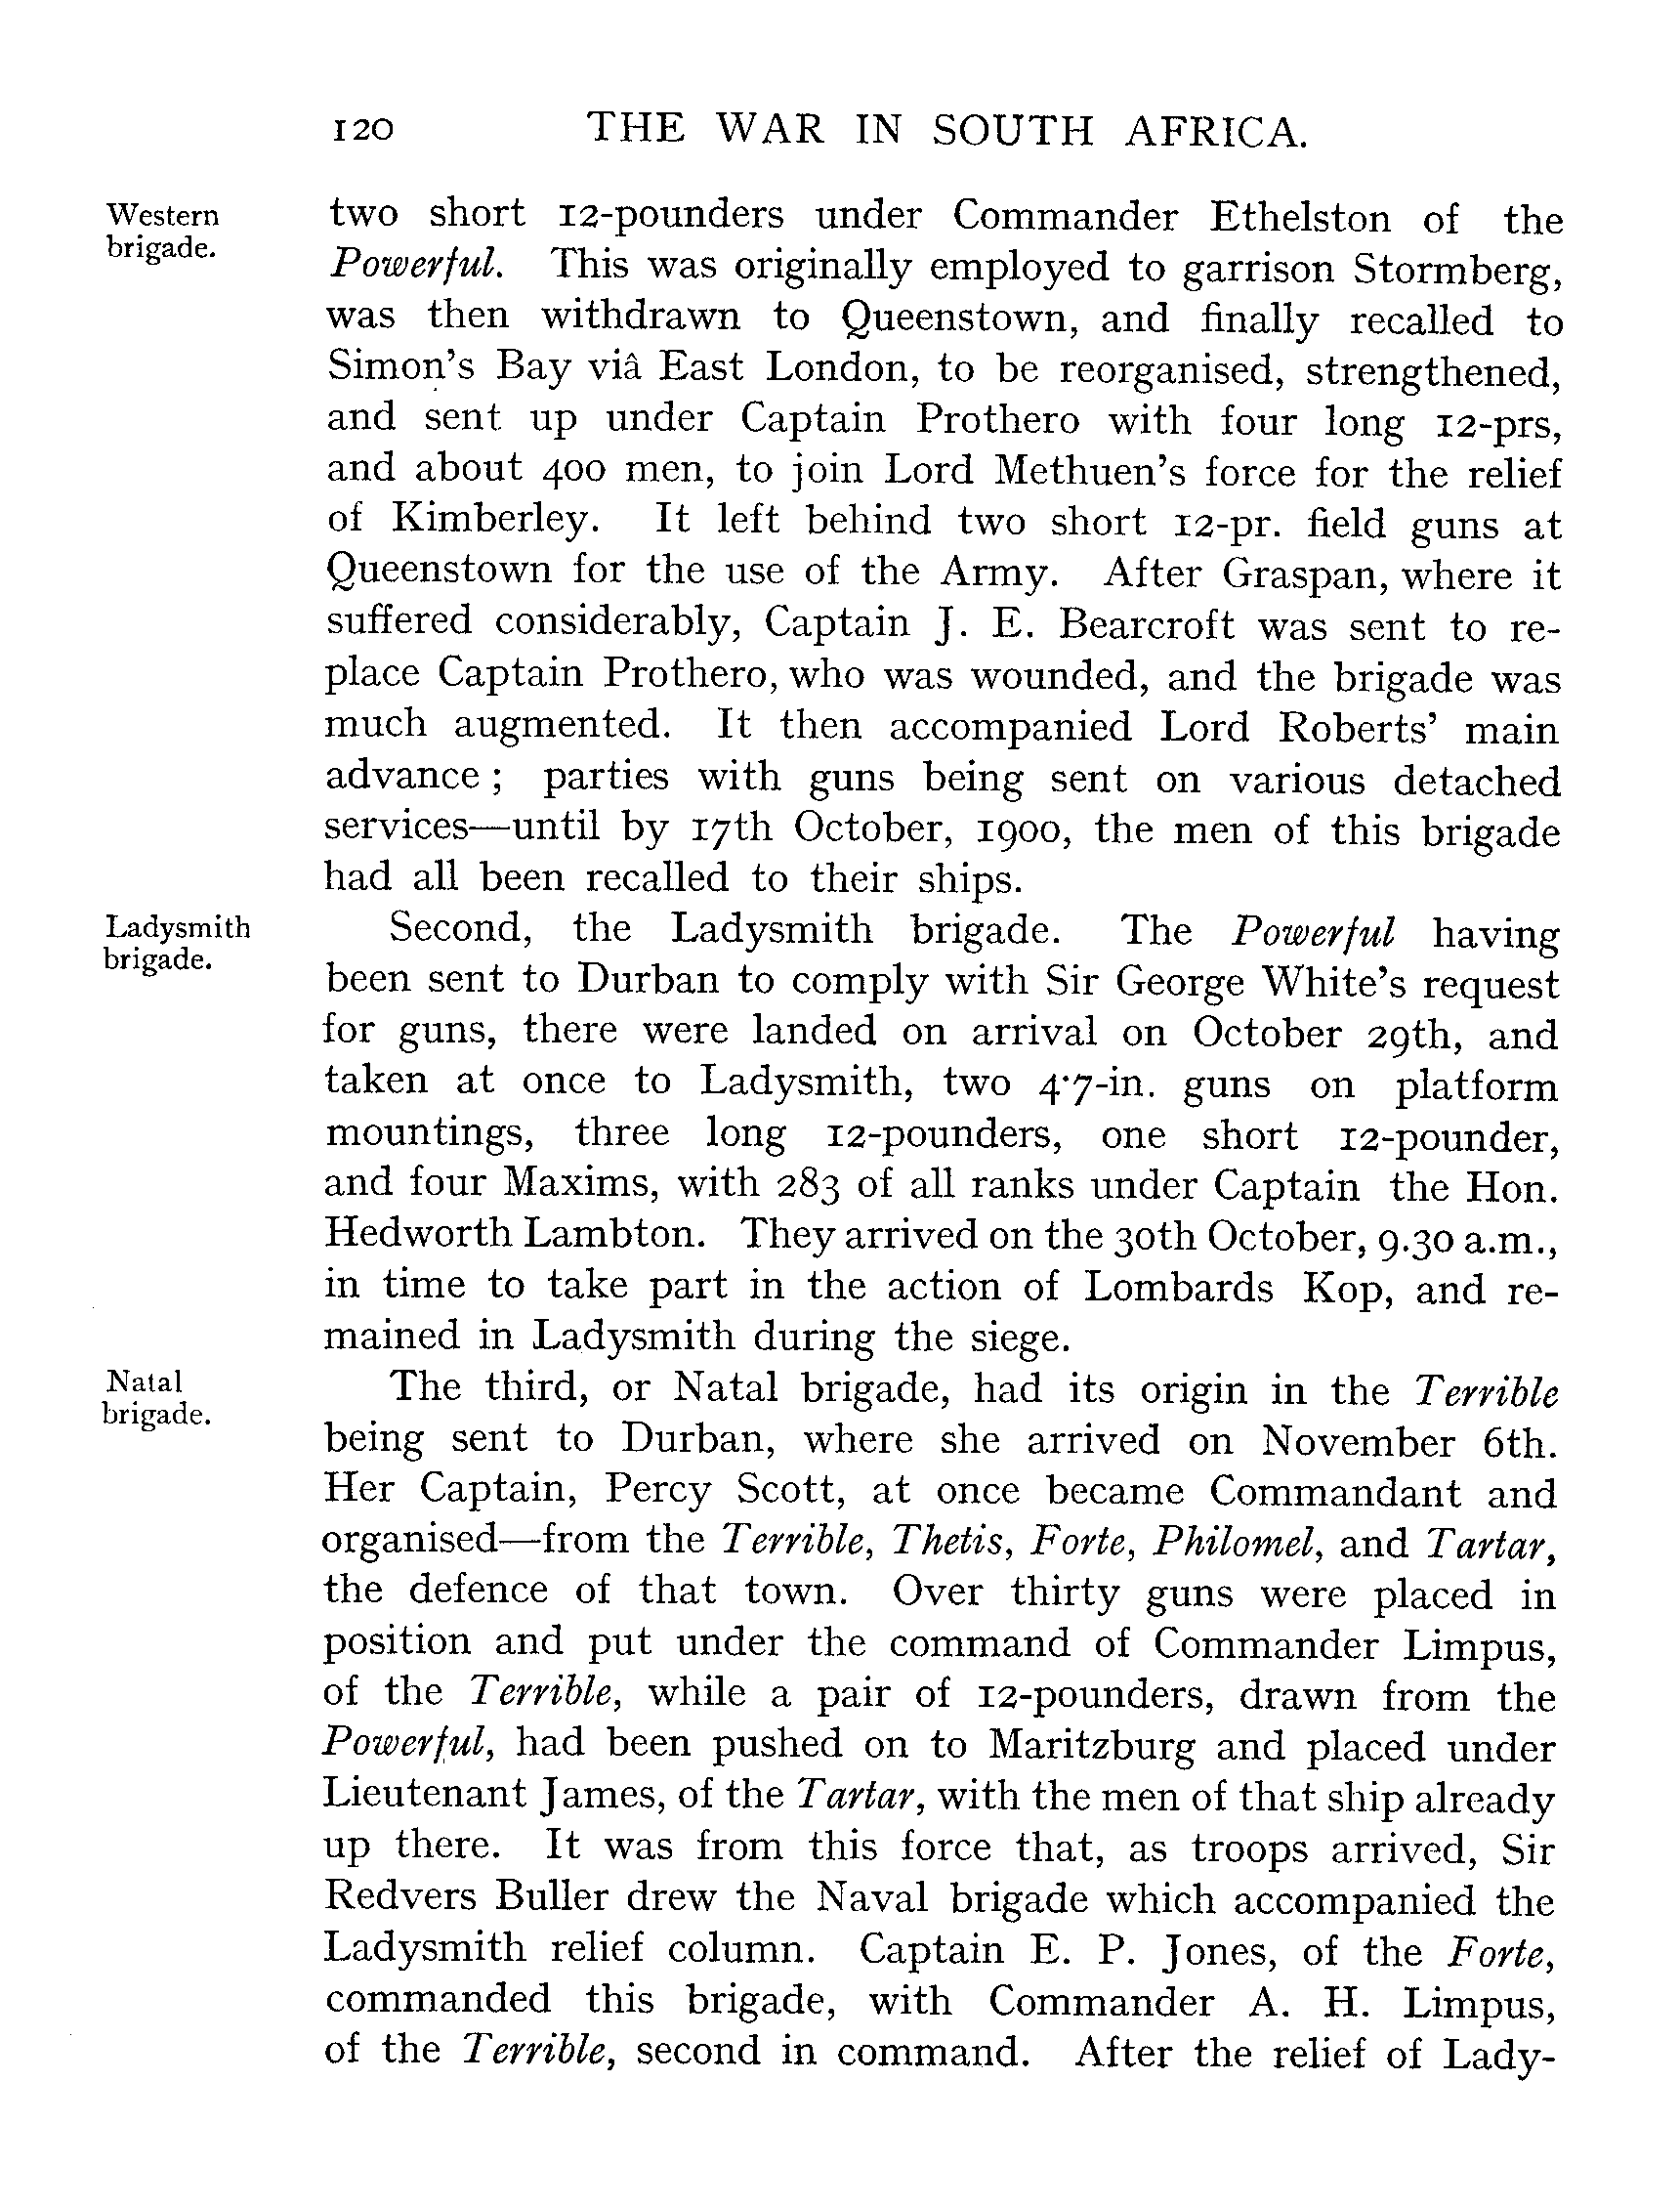 120 THE WAR IN SOUTH AFRICA.
Western
brigade.
two short 12-pounders under Commander Ethelston of the
Powerful. This was originally employed to garrison Stormberg,
was then withdrawn to Queenstown, and finally recalled to
Simon's Bay viâ East London, to be reorganised, strengthened,
and sent up under Captain Prothero with four long 12-prs,
and about 400 men, to join Lord Methuen's force for the relief
of Kimberley. It left behind two short 12-pr. field guns at
Queenstown for the use of the Army. After Graspan, where it
suffered considerably, Captain J. E. Bearcroft was sent to re-
place Captain Prothero, who was wounded, and the brigade was
much augmented. It then accompanied Lord Roberts' main
advance; parties with guns being sent on various detached
services—until by 17th October, 1900, the men of this brigade
had all been recalled to their ships.
Ladysmith
brigade.
Second, the Ladysmith brigade. The Powerful having
been sent to Durban to comply with Sir George White's request
for guns, there were landed on arrival on October 29th, and
taken at once to Ladysmith, two 4·7-in. guns on platform
mountings, three long 12-pounders, one short 12-pounder,
and four Maxims, with 283 of all ranks under Captain the Hon.
Hedworth Lambton. They arrived on the 30th October, 9.30 a.m.,
in time to take part in the action of Lombards Kop, and re-
mained in Ladysmith during the siege.
Natal
brigade.
The third, or Natal brigade, had its origin in the Terrible
being sent to Durban, where she arrived on November 6th.
Her Captain, Percy Scott, at once became Commandant and
organised—from the Terrible, Thetis, Forte, Philomel, and Tartar,
the defence of that town. Over thirty guns were placed in
position and put under the command of Commander Limpus,
of the Terrible, while a pair of 12-pounders, drawn from the
Powerful, had been pushed on to Maritzburg and placed under
Lieutenant James, of the Tartar, with the men of that ship already
up there. It was from this force that, as troops arrived, Sir
Redvers Buller drew the Naval brigade which accompanied the
Ladysmith relief column. Captain E. P. Jones, of the Forte,
commanded this brigade, with Commander A. H. Limpus,
of the Terrible, second in command. After the relief of Lady-